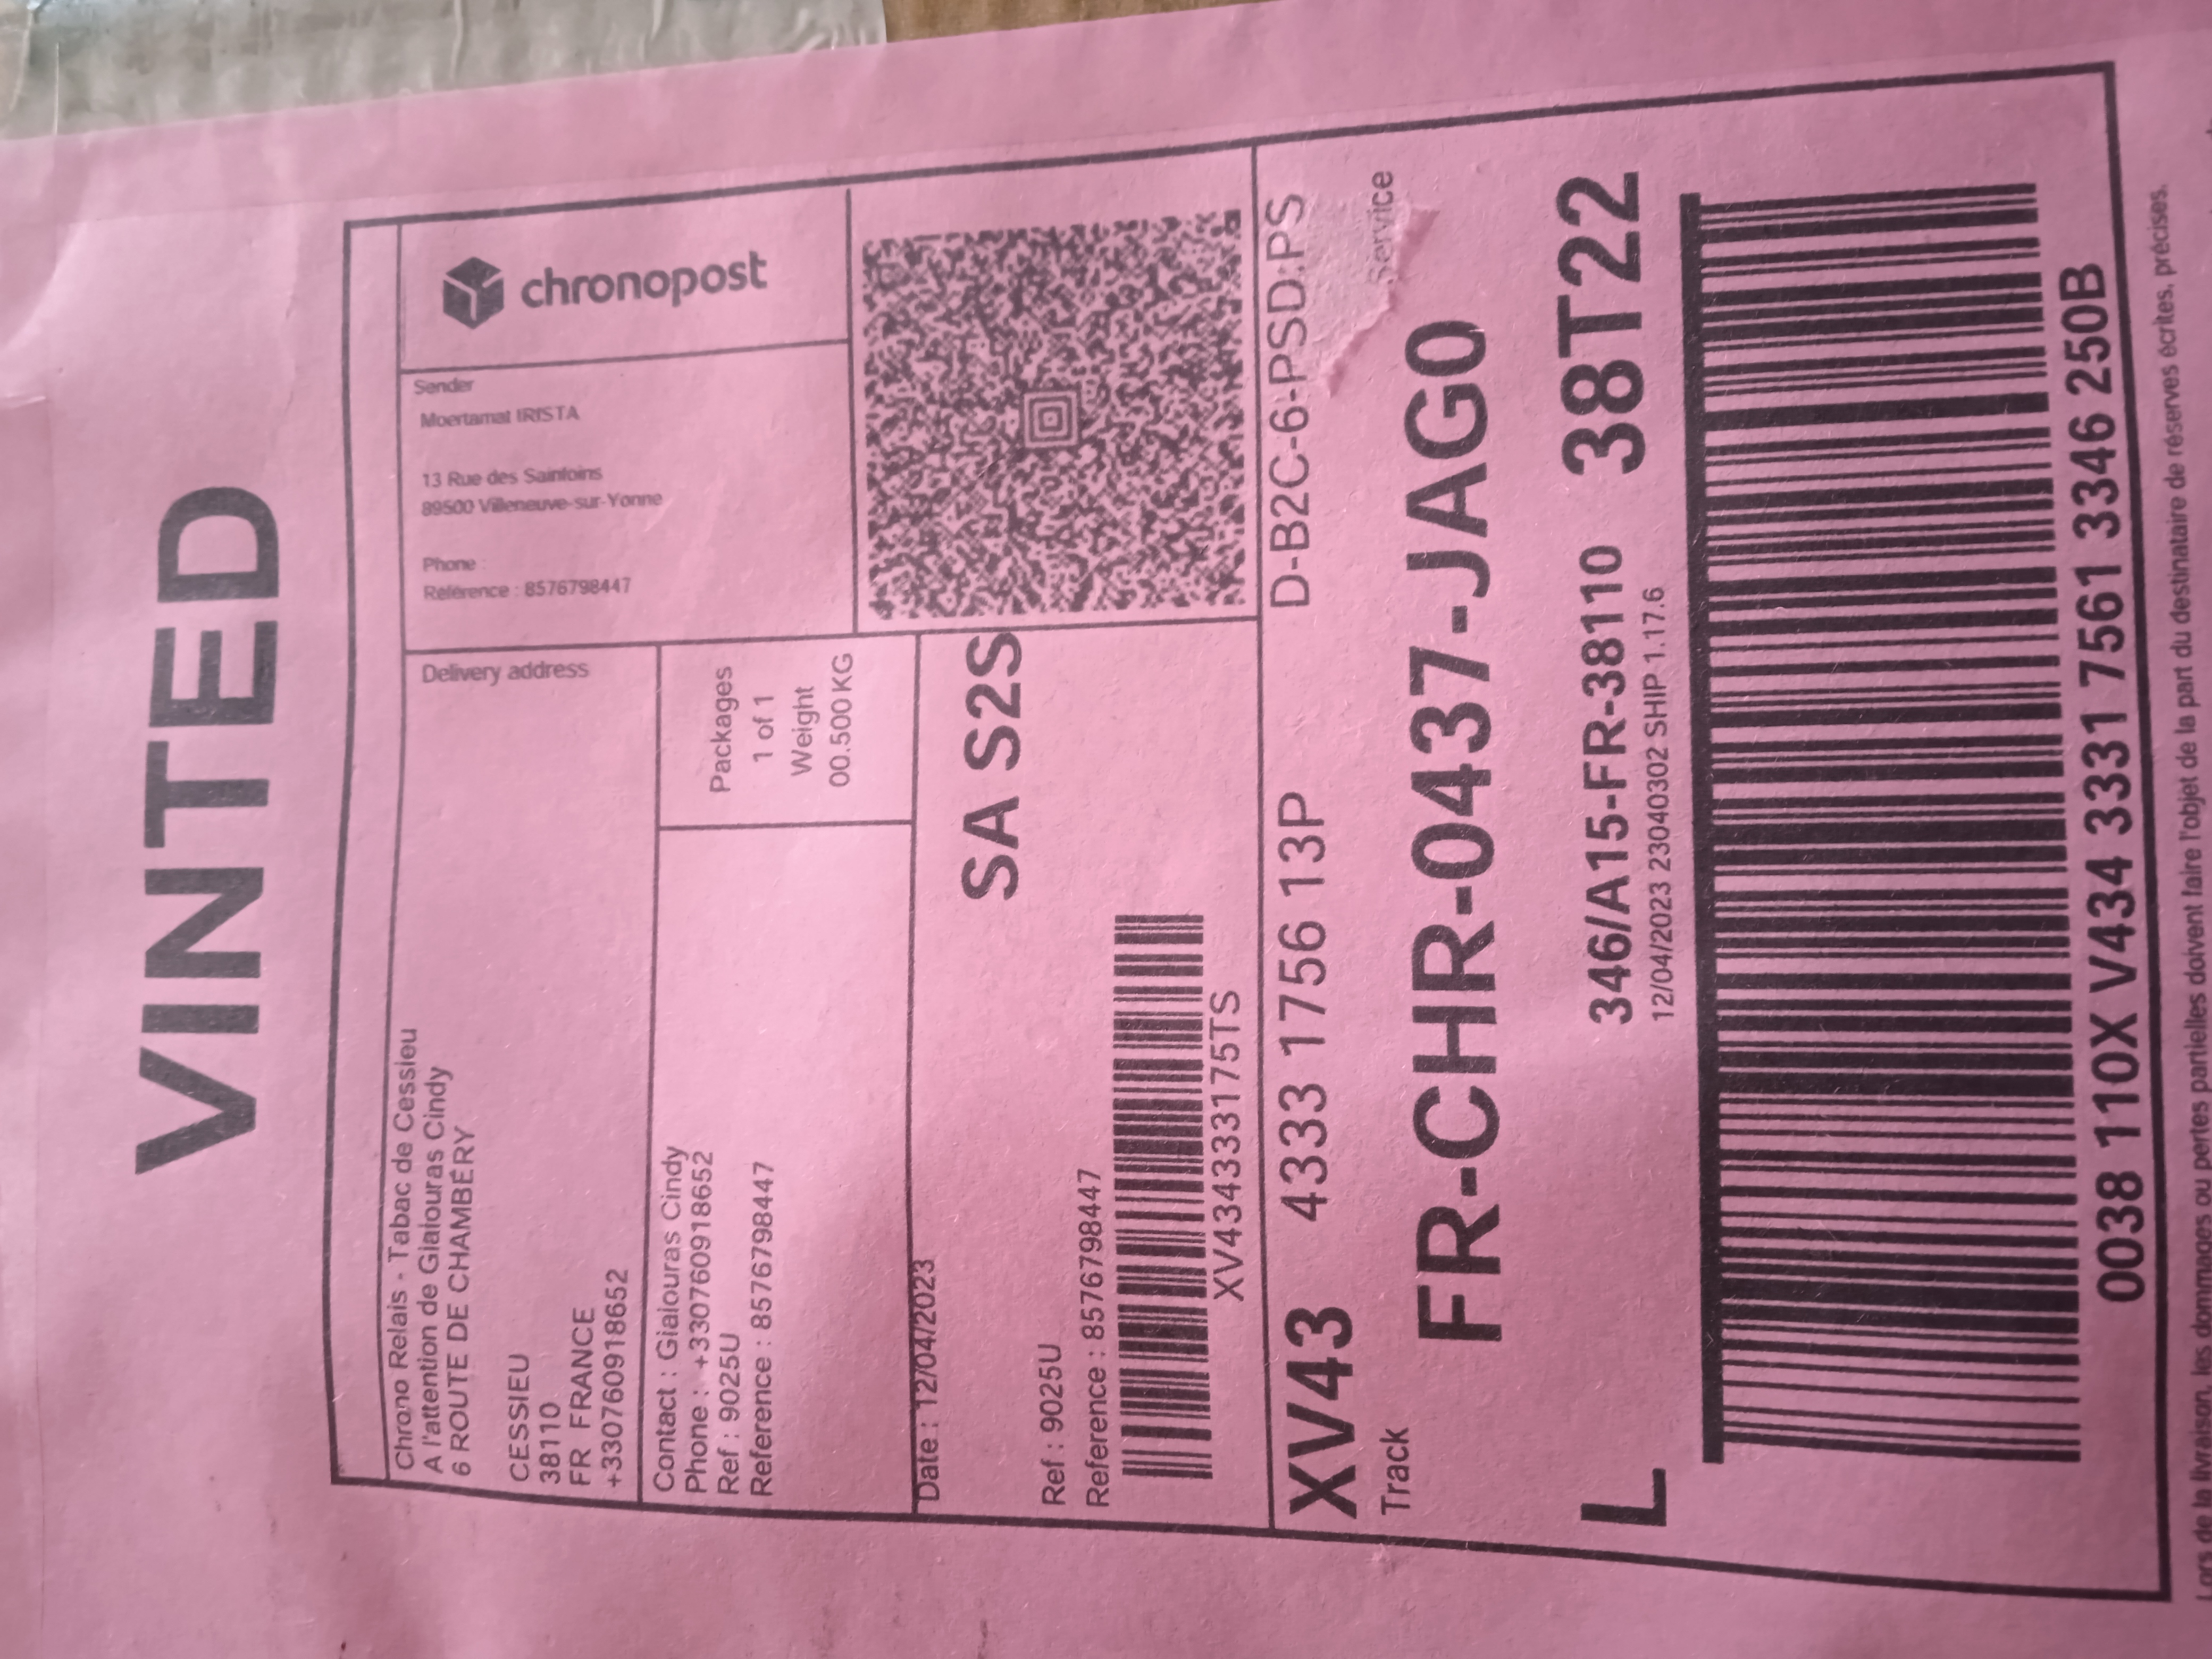 VINTED
Chrono Relais - Tabac de Cessieu
A l'attention de Giaiouras Cindy
6 ROUTE DE CHAMBÉRY
CESSIEU
38110
FR FRANCE
+330760918652
Delivery address
Sender
Moertamat IRISTA
13 Rue des Sainfoins
89500 Villeneuve-sur-Yonne
Phone :
Référence : 8576798447
chronopost
Contact : Giaiouras Cindy
Phone : +330760918652
Ref : 9025U
Reference : 8576798447
Packages
1 of 1
Weight
00.500 KG
Date : 12/04/2023
SA S2S
Ref : 9025U
Reference : 8576798447
XV434333175TS
XV43 4333 1756 13P D-B2C-6-PSD:PS
Track
Service
FR-CHR-0437-JAG0
L
346/A15-FR-38110 38T22
12/04/2023 23040302 SHIP 1.17.6
0038 110X V434 3331 7561 3346 250B
Lors de la livraison, les dommages ou pertes partielles doivent faire l'objet de la part du destinataire de réserves écrites, précises.